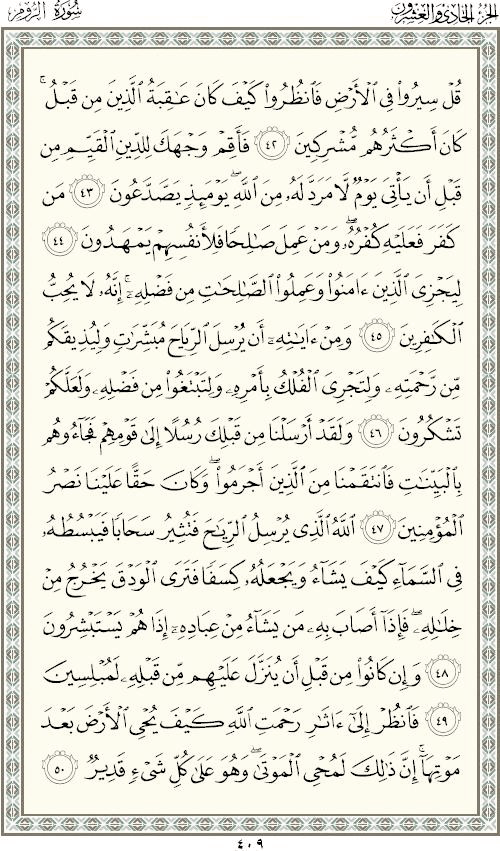 الجزء الحادي والعشرون
سورة الروم
قُلْ سِيرُوا۟ فِى ٱلْأَرْضِ فَٱنظُرُوا۟ كَيْفَ كَانَ عَـٰقِبَةُ ٱلَّذِينَ مِن قَبْلُ ۚ
كَانَ أَكْثَرُهُم مُّشْرِكِينَ ٤٢ فَأَقِمْ وَجْهَكَ لِلدِّينِ ٱلْقَيِّمِ مِن
قَبْلِ أَن يَأْتِىَ يَوْمٌ لَّا مَرَدَّ لَهُۥ مِنَ ٱللَّهِ ۖ يَوْمَئِذٍ يَصَّدَّعُونَ ٤٣ مَن
كَفَرَ فَعَلَيْهِ كُفْرُهُۥ ۖ وَمَنْ عَمِلَ صَـٰلِحًا فَلِأَنفُسِهِمْ يَمْهَدُونَ ٤٤
لِيَجْزِىَ ٱلَّذِينَ ءَامَنُوا۟ وَعَمِلُوا۟ ٱلصَّـٰلِحَـٰتِ مِن فَضْلِهِۦٓ ۚ إِنَّهُۥ لَا يُحِبُّ
ٱلْكَـٰفِرِينَ ٤٥ وَمِنْ ءَايَـٰتِهِۦٓ أَن يُرْسِلَ ٱلرِّيَاحَ مُبَشِّرَٰتٍ وَلِيُذِيقَكُم
مِّن رَّحْمَتِهِۦ وَلِتَجْرِىَ ٱلْفُلْكُ بِأَمْرِهِۦ وَلِتَبْتَغُوا۟ مِن فَضْلِهِۦ وَلَعَلَّكُمْ
تَشْكُرُونَ ٤٦ وَلَقَدْ أَرْسَلْنَا مِن قَبْلِكَ رُسُلًا إِلَىٰ قَوْمِهِمْ فَجَآءُوهُم
بِٱلْبَيِّنَـٰتِ فَٱنتَقَمْنَا مِنَ ٱلَّذِينَ أَجْرَمُوا۟ ۖ وَكَانَ حَقًّا عَلَيْنَا نَصْرُ
ٱلْمُؤْمِنِينَ ٤٧ ٱللَّهُ ٱلَّذِى يُرْسِلُ ٱلرِّيَـٰحَ فَتُثِيرُ سَحَابًا فَيَبْسُطُهُۥ
فِى ٱلسَّمَآءِ كَيْفَ يَشَآءُ وَيَجْعَلُهُۥ كِسَفًا فَتَرَى ٱلْوَدْقَ يَخْرُجُ مِنْ
خِلَـٰلِهِۦ ۖ فَإِذَآ أَصَابَ بِهِۦ مَن يَشَآءُ مِنْ عِبَادِهِۦٓ إِذَا هُمْ يَسْتَبْشِرُونَ
٤٨ وَإِن كَانُوا۟ مِن قَبْلِ أَن يُنَزَّلَ عَلَيْهِم مِّن قَبْلِهِۦ لَمُبْلِسِينَ
٤٩ فَٱنظُرْ إِلَىٰٓ ءَاثَـٰرِ رَحْمَتِ ٱللَّهِ كَيْفَ يُحْىِ ٱلْأَرْضَ بَعْدَ
مَوْتِهَآ ۚ إِنَّ ذَٰلِكَ لَمُحْىِ ٱلْمَوْتَىٰ ۖ وَهُوَ عَلَىٰ كُلِّ شَىْءٍ قَدِيرٌ ٥٠
٤٠٩